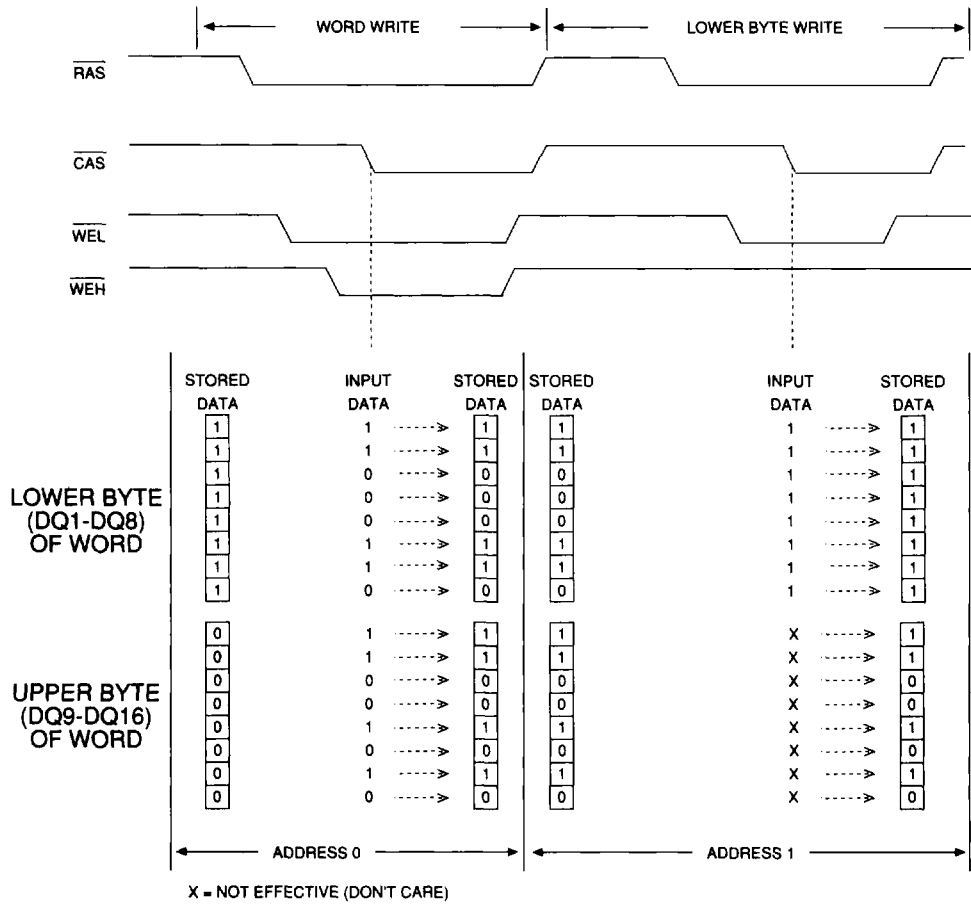 WORD WRITE LOWER BYTE WRITE
RAS
CAS
WEL
WEH
STORED INPUT STORED STORED INPUT STORED
DATA DATA DATA DATA DATA DATA
1 1 1 1 1 1
1 1 1 1 1 1
1 0 0 0 1 1
1 0 0 0 1 1
1 0 0 0 1 1
1 1 1 1 1 1
1 1 1 1 1 1
1 0 0 0 1 1
LOWER BYTE
(DQ1-DQ8)
OF WORD
0 1 1 1 X 1
0 1 1 1 X 1
0 0 0 0 X 0
0 0 0 0 X 0
0 1 1 1 X 1
0 0 0 0 X 0
0 1 1 1 X 1
0 0 0 0 X 0
UPPER BYTE
(DQ9-DQ16)
OF WORD
ADDRESS 0 ADDRESS 1
X = NOT EFFECTIVE (DON'T CARE)